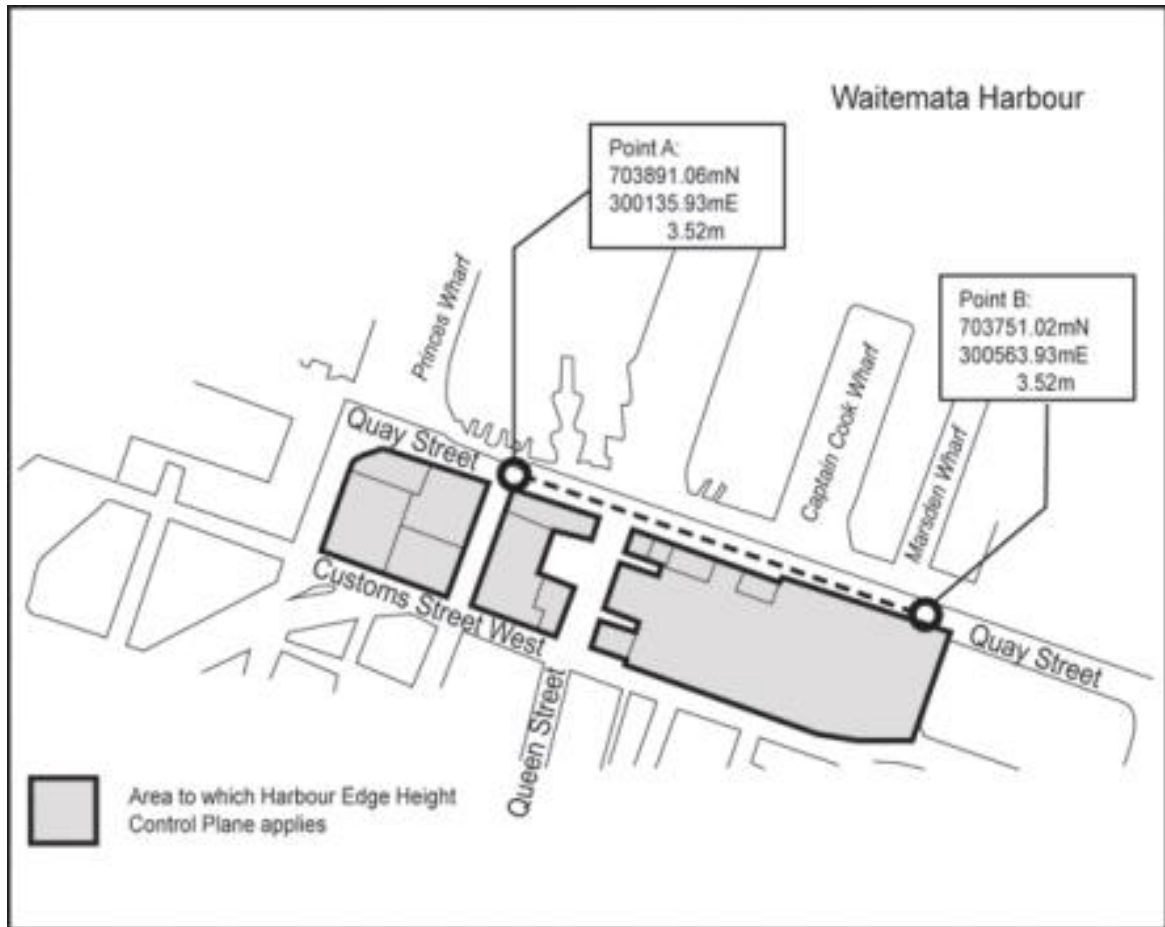 Waitemata Harbour
Point A:
703891.06mN
300135.93mE
3.52m
Point B:
703751.02mN
300563.93mE
3.52m
Princes Wharf
Captain Cook Wharf
Marsden Wharf
Quay Street
Quay Street
Customs Street West
Queen Street
Area to which Harbour Edge Height
Control Plane applies